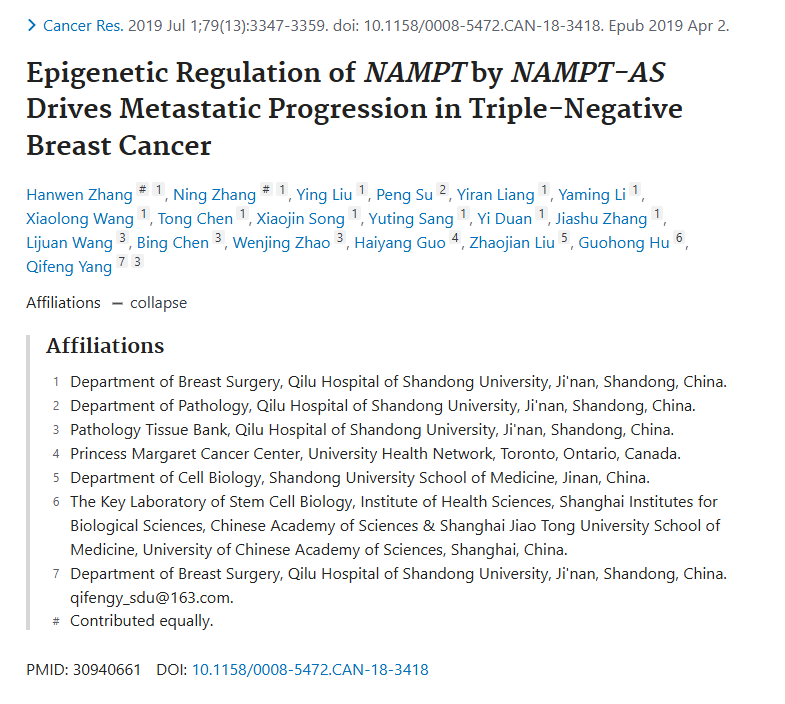 Cancer Res. 2019 Jul 1;79(13):3347-3359. doi: 10.1158/0008-5472.CAN-18-3418. Epub 2019 Apr 2.
Epigenetic Regulation of NAMPT by NAMPT-AS
Drives Metastatic Progression in Triple-Negative
Breast Cancer
Hanwen Zhang # 1, Ning Zhang # 1, Ying Liu 1, Peng Su 2, Yiran Liang 1, Yaming Li 1,
Xiaolong Wang 1, Tong Chen 1, Xiaojin Song 1, Yuting Sang 1, Yi Duan 1, Jiashu Zhang 1,
Lijuan Wang 3, Bing Chen 3, Wenjing Zhao 3, Haiyang Guo 4, Zhaojian Liu 5, Guohong Hu 6,
Qifeng Yang 7 3
Affiliations — collapse
Affiliations
1 Department of Breast Surgery, Qilu Hospital of Shandong University, Ji'nan, Shandong, China.
2 Department of Pathology, Qilu Hospital of Shandong University, Ji'nan, Shandong, China.
3 Pathology Tissue Bank, Qilu Hospital of Shandong University, Ji'nan, Shandong, China.
4 Princess Margaret Cancer Center, University Health Network, Toronto, Ontario, Canada.
5 Department of Cell Biology, Shandong University School of Medicine, Jinan, China.
6 The Key Laboratory of Stem Cell Biology, Institute of Health Sciences, Shanghai Institutes for
Biological Sciences, Chinese Academy of Sciences & Shanghai Jiao Tong University School of
Medicine, University of Chinese Academy of Sciences, Shanghai, China.
7 Department of Breast Surgery, Qilu Hospital of Shandong University, Ji'nan, Shandong, China.
qifengy_sdu@163.com.
# Contributed equally.
PMID: 30940661 DOI: 10.1158/0008-5472.CAN-18-3418